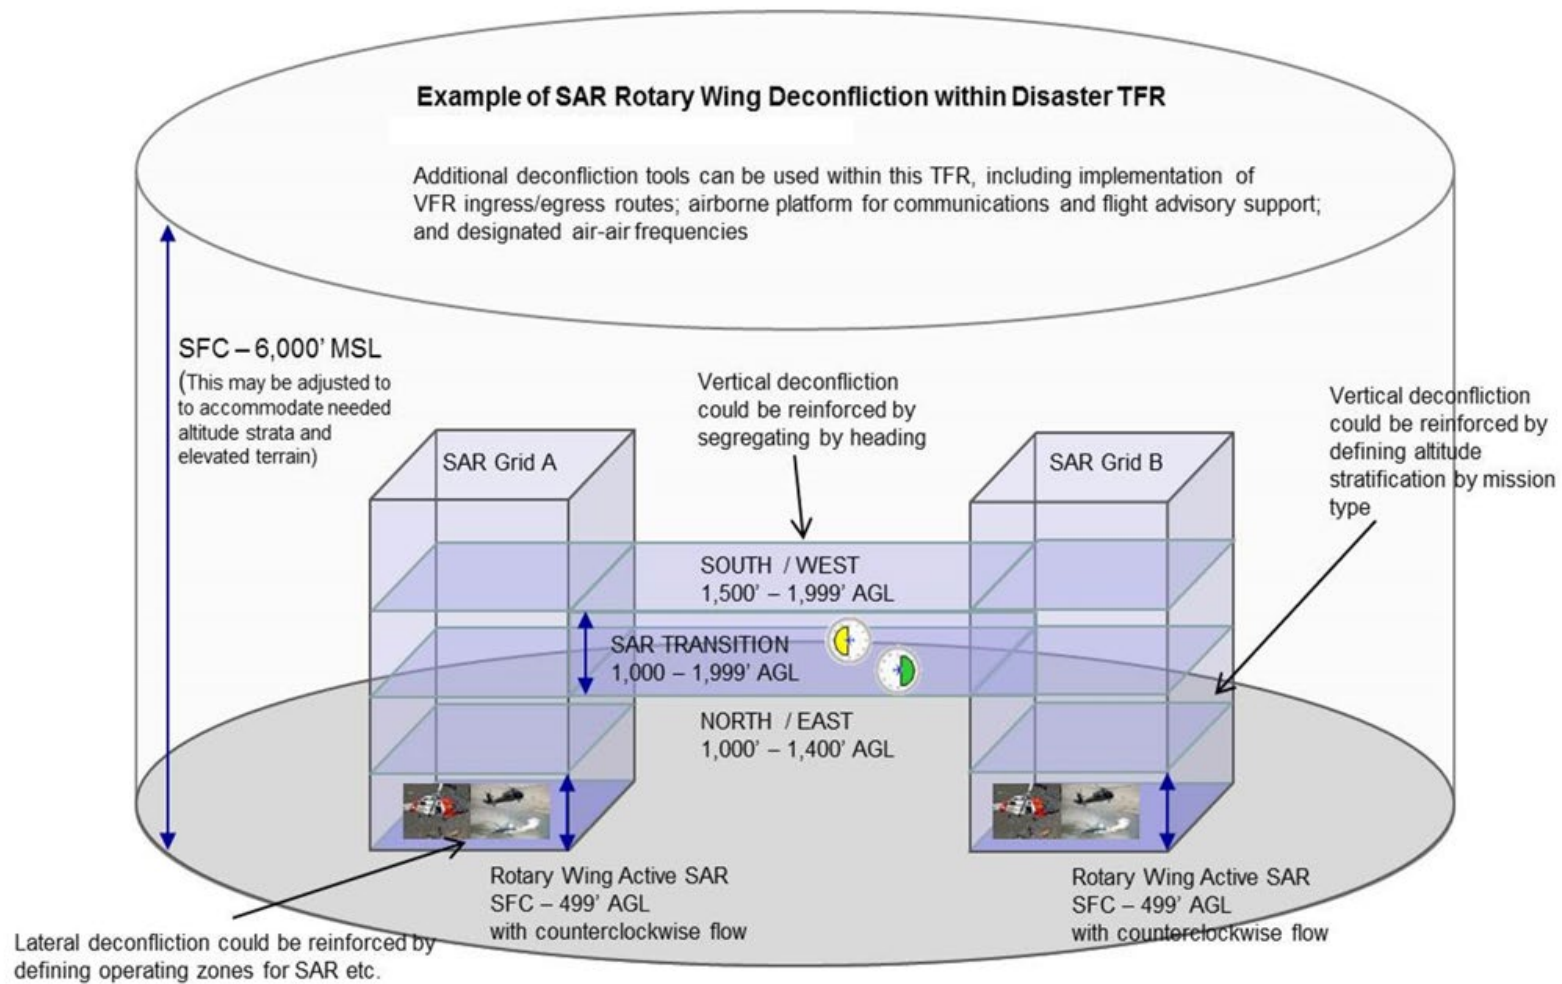 Example of SAR Rotary Wing Deconfliction within Disaster TFR
Additional deconfliction tools can be used within this TFR, including implementation of
VFR ingress/egress routes; airborne platform for communications and flight advisory support;
and designated air-air frequencies
SFC – 6,000’ MSL
(This may be adjusted to
to accommodate needed
altitude strata and
elevated terrain)
Vertical deconfliction
could be reinforced by
segregating by heading
Vertical deconfliction
could be reinforced by
defining altitude
stratification by mission
type
SAR Grid A
SAR Grid B
SOUTH / WEST
1,500’ – 1,999’ AGL
SAR TRANSITION
1,000 – 1,999’ AGL
NORTH / EAST
1,000’ – 1,400’ AGL
Rotary Wing Active SAR
SFC – 499’ AGL
with counterclockwise flow
Rotary Wing Active SAR
SFC – 499’ AGL
with counterclockwise flow
Lateral deconfliction could be reinforced by
defining operating zones for SAR etc.